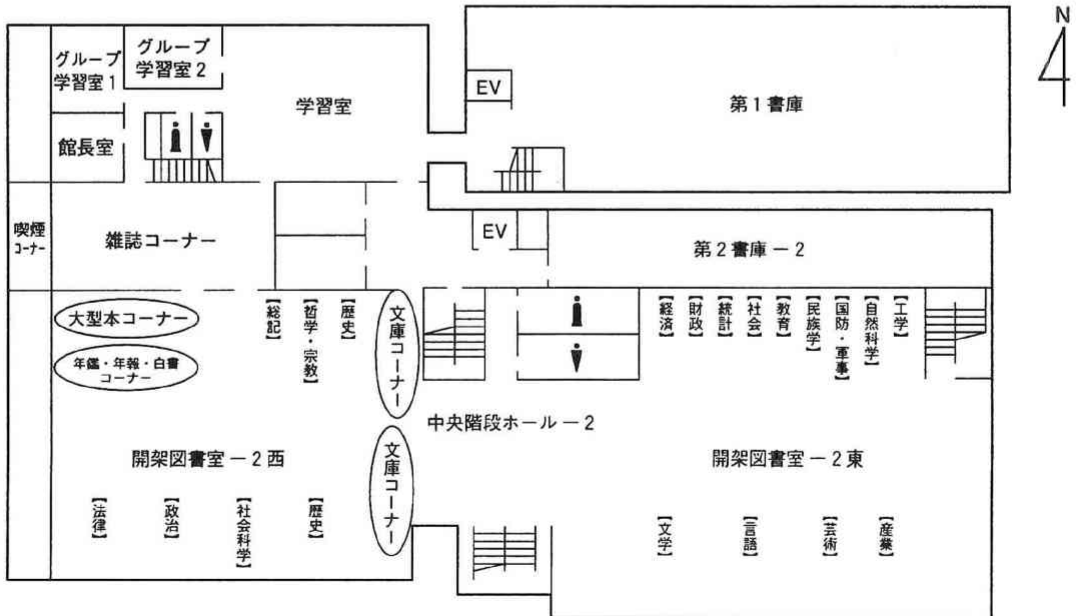 N
グループ
学習室1
グループ
学習室2
学習室
EV
第1書庫
館長室
喫煙
コーナー
雑誌コーナー
EV
第2書庫－2
大型本コーナー
年鑑・年報・白書
コーナー
【総記】
【哲学・宗教】
【歴史】
文庫コーナー
【経済】
【財政】
【統計】
【社会】
【教育】
【民族学】
【国防・軍事】
【自然科学】
【工学】
中央階段ホール－2
開架図書室－2西
文庫コーナー
開架図書室－2東
【法律】
【政治】
【社会科学】
【歴史】
【文学】
【言語】
【芸術】
【産業】